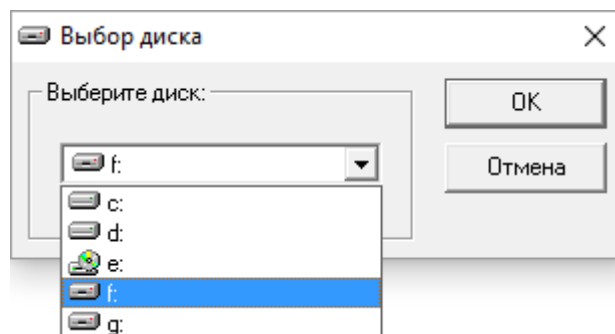 Выбор диска
Выберите диск:
OK
f:
Отмена
c:
d:
e:
f:
g: